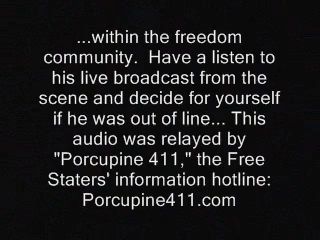 ...within the freedom
community.  Have a listen to
his live broadcast from the
scene and decide for yourself
if he was out of line... This
audio was relayed by
"Porcupine 411," the Free
Staters' information hotline:
Porcupine411.com